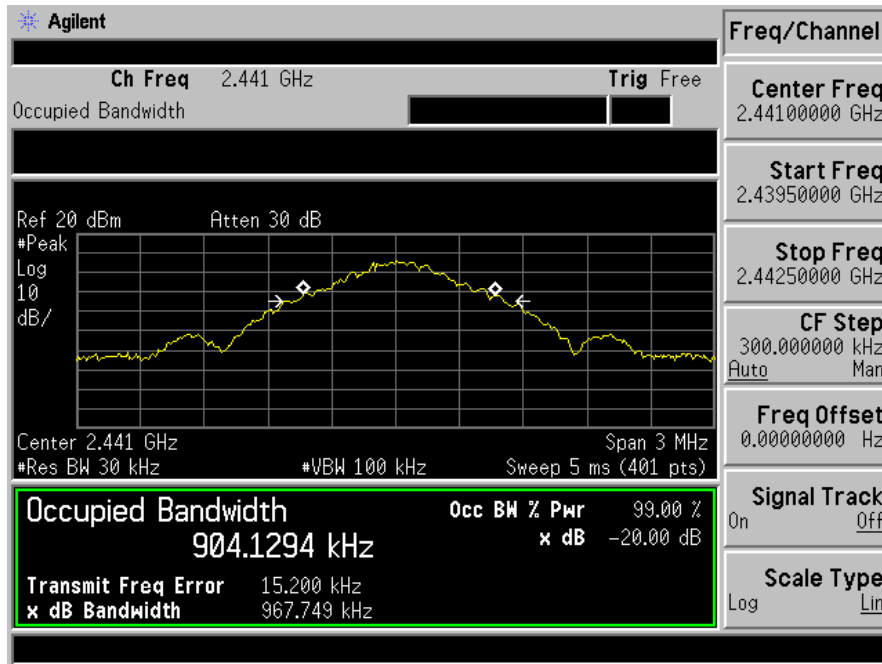 Agilent
Freq/Channel
Ch Freq 2.441 GHz Trig Free
Occupied Bandwidth
Center Freq
2.44100000 GHz
Start Freq
2.43950000 GHz
Stop Freq
2.44250000 GHz
CF Step
300.000000 kHz
Auto Man
Freq Offset
0.00000000 Hz
Signal Track
On Off
Scale Type
Log Lin
Ref 20 dBm Atten 30 dB
#Peak
Log
10
dB/
Center 2.441 GHz Span 3 MHz
#Res BW 30 kHz #VBW 100 kHz Sweep 5 ms (401 pts)
Occupied Bandwidth
904.1294 kHz
Occ BW % Pwr 99.00 %
x dB -20.00 dB
Transmit Freq Error 15.200 kHz
x dB Bandwidth 967.749 kHz